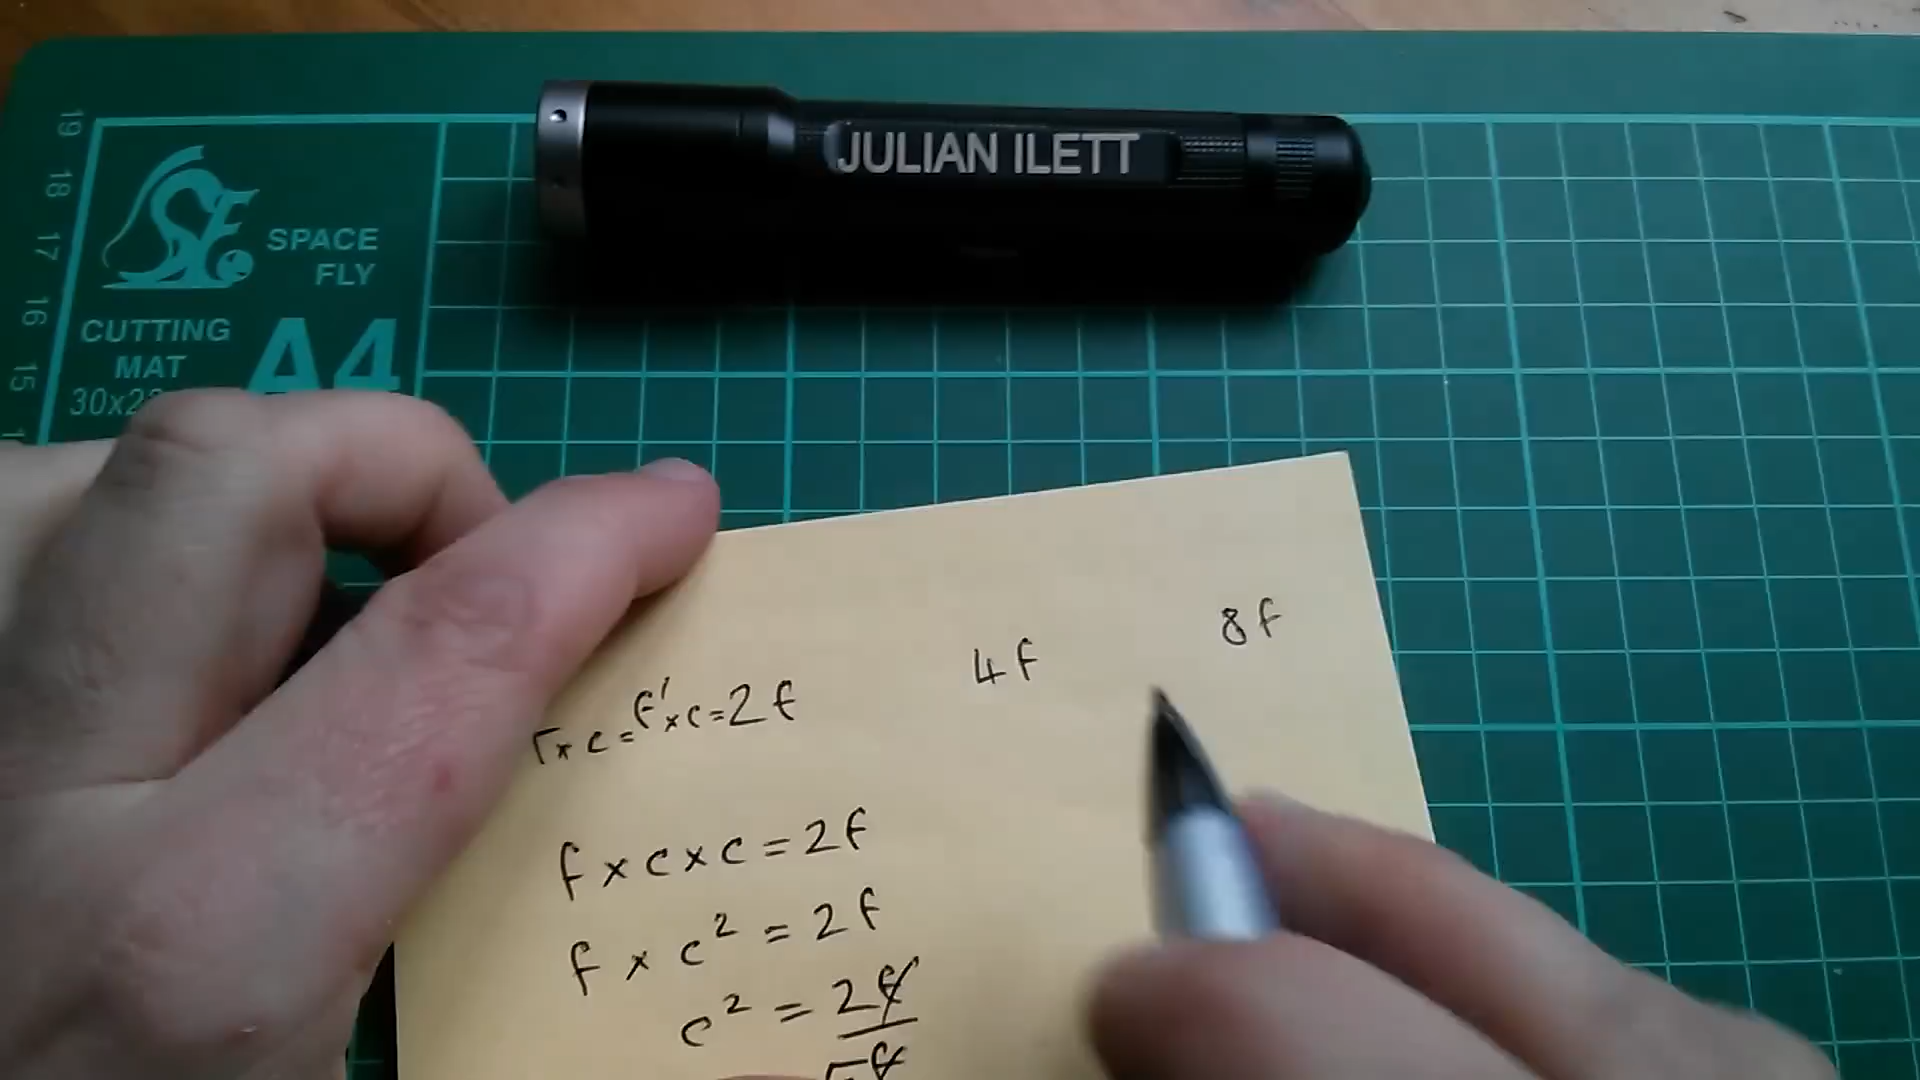 19
18
17
16
15
SPACE
FLY
CUTTING
MAT
A4
JULIAN ILETT
8f
4f
f×c=f'×c=2f
f×c×c=2f
f×c²=2f
c²=2f
f